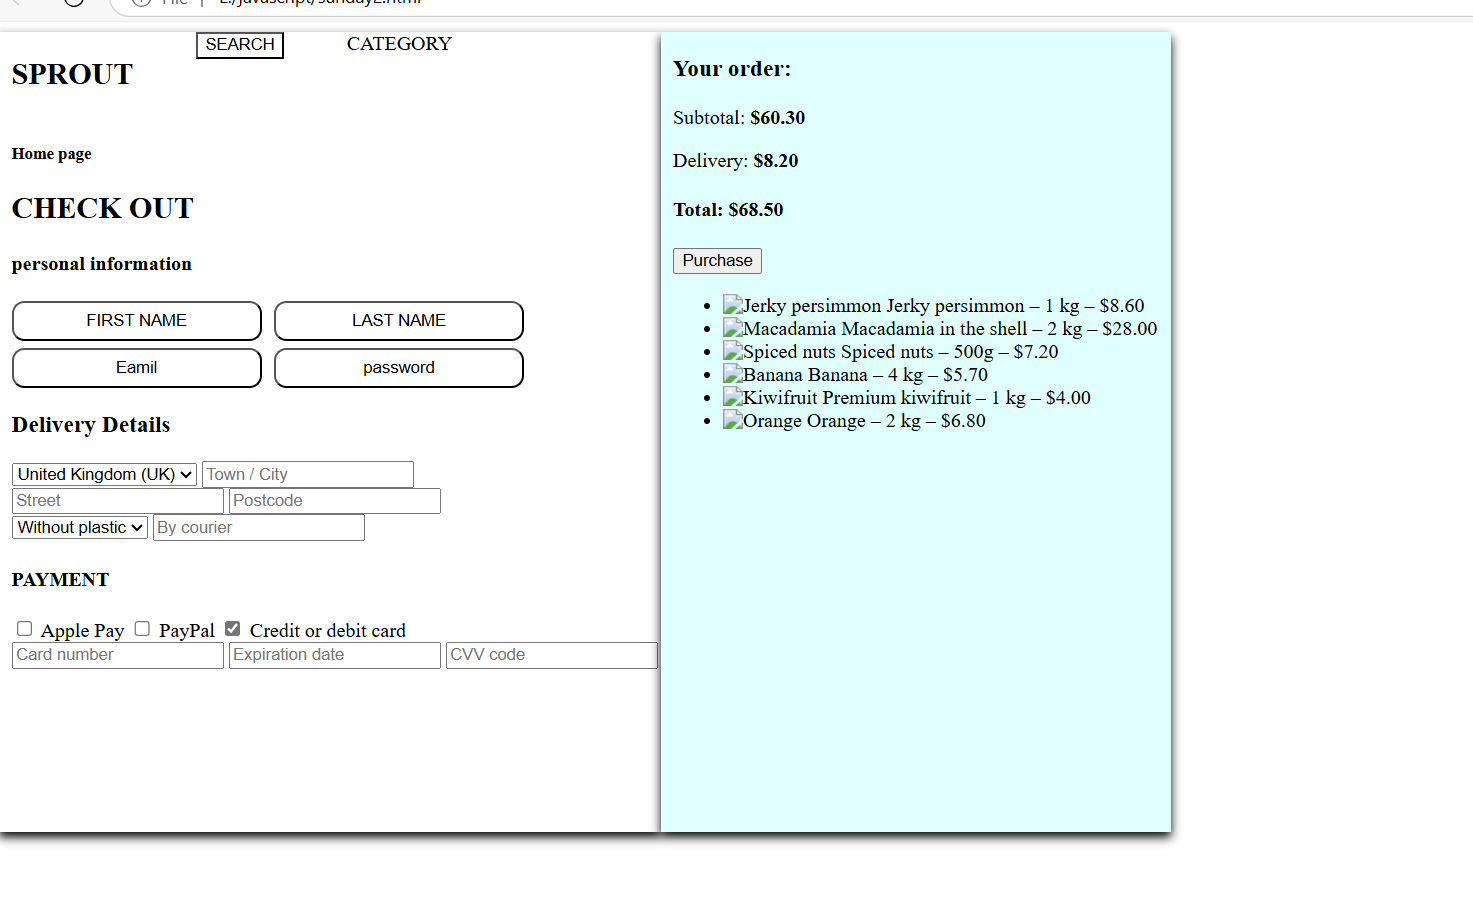 SEARCH CATEGORY
SPROUT
Home page
CHECK OUT
personal information
FIRST NAME LAST NAME
Eamil password
Delivery Details
United Kingdom (UK) Town / City
Street Postcode
Without plastic By courier
PAYMENT
Apple Pay PayPal Credit or debit card
Card number Expiration date CVV code
Your order:
Subtotal: $60.30
Delivery: $8.20
Total: $68.50
Purchase
Jerky persimmon Jerky persimmon – 1 kg – $8.60
Macadamia Macadamia in the shell – 2 kg – $28.00
Spiced nuts Spiced nuts – 500g – $7.20
Banana Banana – 4 kg – $5.70
Kiwifruit Premium kiwifruit – 1 kg – $4.00
Orange Orange – 2 kg – $6.80